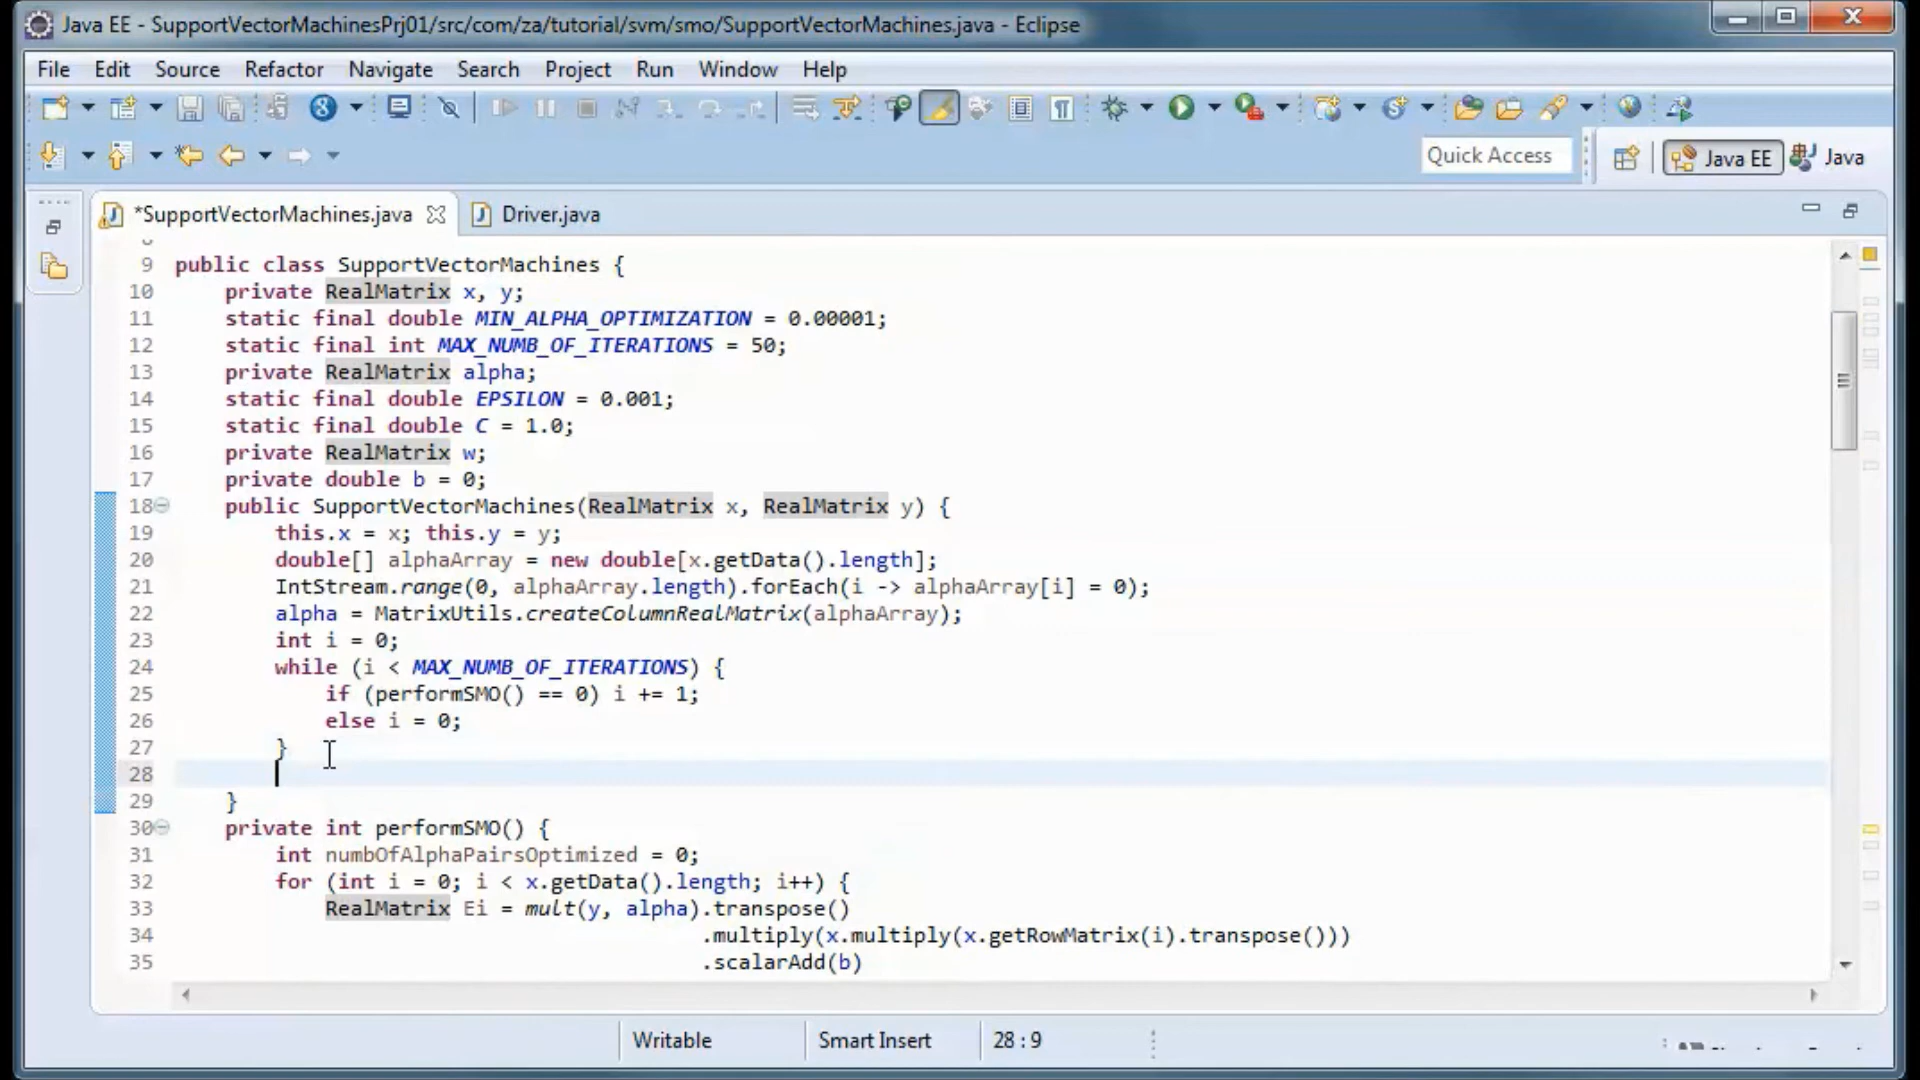 Java EE - SupportVectorMachinesPrj01/src/com/za/tutorial/svm/smo/SupportVectorMachines.java - Eclipse
File Edit Source Refactor Navigate Search Project Run Window Help
Quick Access Java EE Java
*SupportVectorMachines.java Driver.java
9 public class SupportVectorMachines {
10 private RealMatrix x, y;
11 static final double MIN_ALPHA_OPTIMIZATION = 0.00001;
12 static final int MAX_NUMB_OF_ITERATIONS = 50;
13 private RealMatrix alpha;
14 static final double EPSILON = 0.001;
15 static final double C = 1.0;
16 private RealMatrix w;
17 private double b = 0;
18 public SupportVectorMachines(RealMatrix x, RealMatrix y) {
19 this.x = x; this.y = y;
20 double[] alphaArray = new double[x.getData().length];
21 IntStream.range(0, alphaArray.length).forEach(i -> alphaArray[i] = 0);
22 alpha = MatrixUtils.createColumnRealMatrix(alphaArray);
23 int i = 0;
24 while (i < MAX_NUMB_OF_ITERATIONS) {
25 if (performSMO() == 0) i += 1;
26 else i = 0;
27 }
28
29 }
30 private int performSMO() {
31 int numbOfAlphaPairsOptimized = 0;
32 for (int i = 0; i < x.getData().length; i++) {
33 RealMatrix Ei = mult(y, alpha).transpose()
34 .multiply(x.multiply(x.getRowMatrix(i).transpose()))
35 .scalarAdd(b)
Writable Smart Insert 28 : 9